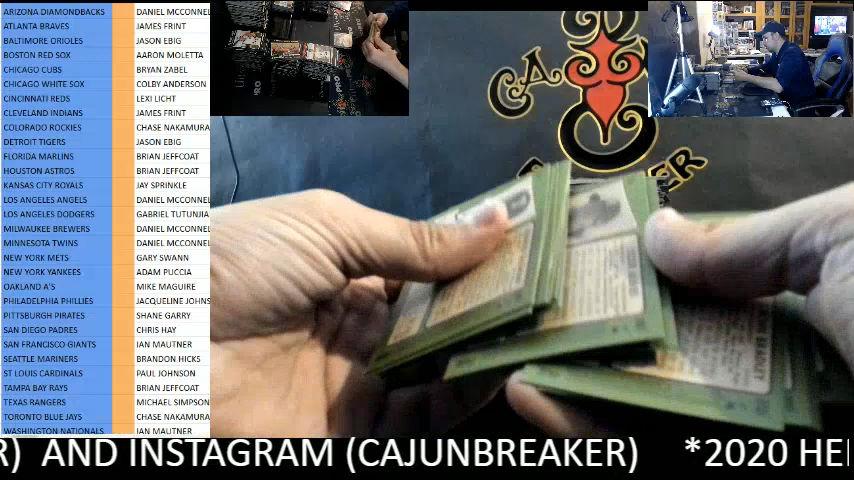 ARIZONA DIAMONDBACKS DANIEL MCCONNEL
ATLANTA BRAVES JAMES FRINT
BALTIMORE ORIOLES JASON EBIG
BOSTON RED SOX AARON MOLETTA
CHICAGO CUBS BRYAN ZABEL
CHICAGO WHITE SOX COLBY ANDERSON
CINCINNATI REDS LEXI LICHT
CLEVELAND INDIANS JAMES FRINT
COLORADO ROCKIES CHASE NAKAMURA
DETROIT TIGERS JASON EBIG
FLORIDA MARLINS BRIAN JEFFCOAT
HOUSTON ASTROS BRIAN JEFFCOAT
KANSAS CITY ROYALS JAY SPRINKLE
LOS ANGELES ANGELS DANIEL MCCONNEL
LOS ANGELES DODGERS GABRIEL TUTUNJIA
MILWAUKEE BREWERS DANIEL MCCONNEL
MINNESOTA TWINS DANIEL MCCONNEL
NEW YORK METS GARY SWANN
NEW YORK YANKEES ADAM PUCCIA
OAKLAND A'S MIKE MAGUIRE
PHILADELPHIA PHILLIES JACQUELINE JOHNS
PITTSBURGH PIRATES SHANE GARRY
SAN DIEGO PADRES CHRIS HAY
SAN FRANCISCO GIANTS IAN MAUTNER
SEATTLE MARINERS BRANDON HICKS
ST LOUIS CARDINALS PAUL JOHNSON
TAMPA BAY RAYS BRIAN JEFFCOAT
TEXAS RANGERS MICHAEL SIMPSON
TORONTO BLUE JAYS CHASE NAKAMURA
WASHINGTON NATIONALS IAN MAUTNER
CA
KER
R) AND INSTAGRAM (CAJUNBREAKER) *2020 HEI